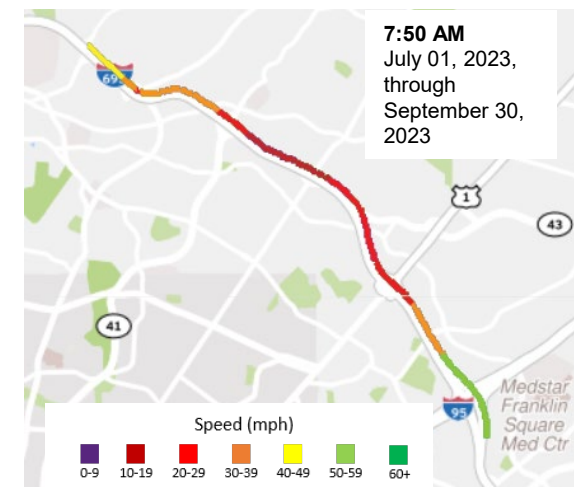 7:50 AM
July 01, 2023,
through
September 30,
2023
695
1
43
41
95
Medstar
Franklin
Square
Med Ctr
Speed (mph)
0-9 10-19 20-29 30-39 40-49 50-59 60+